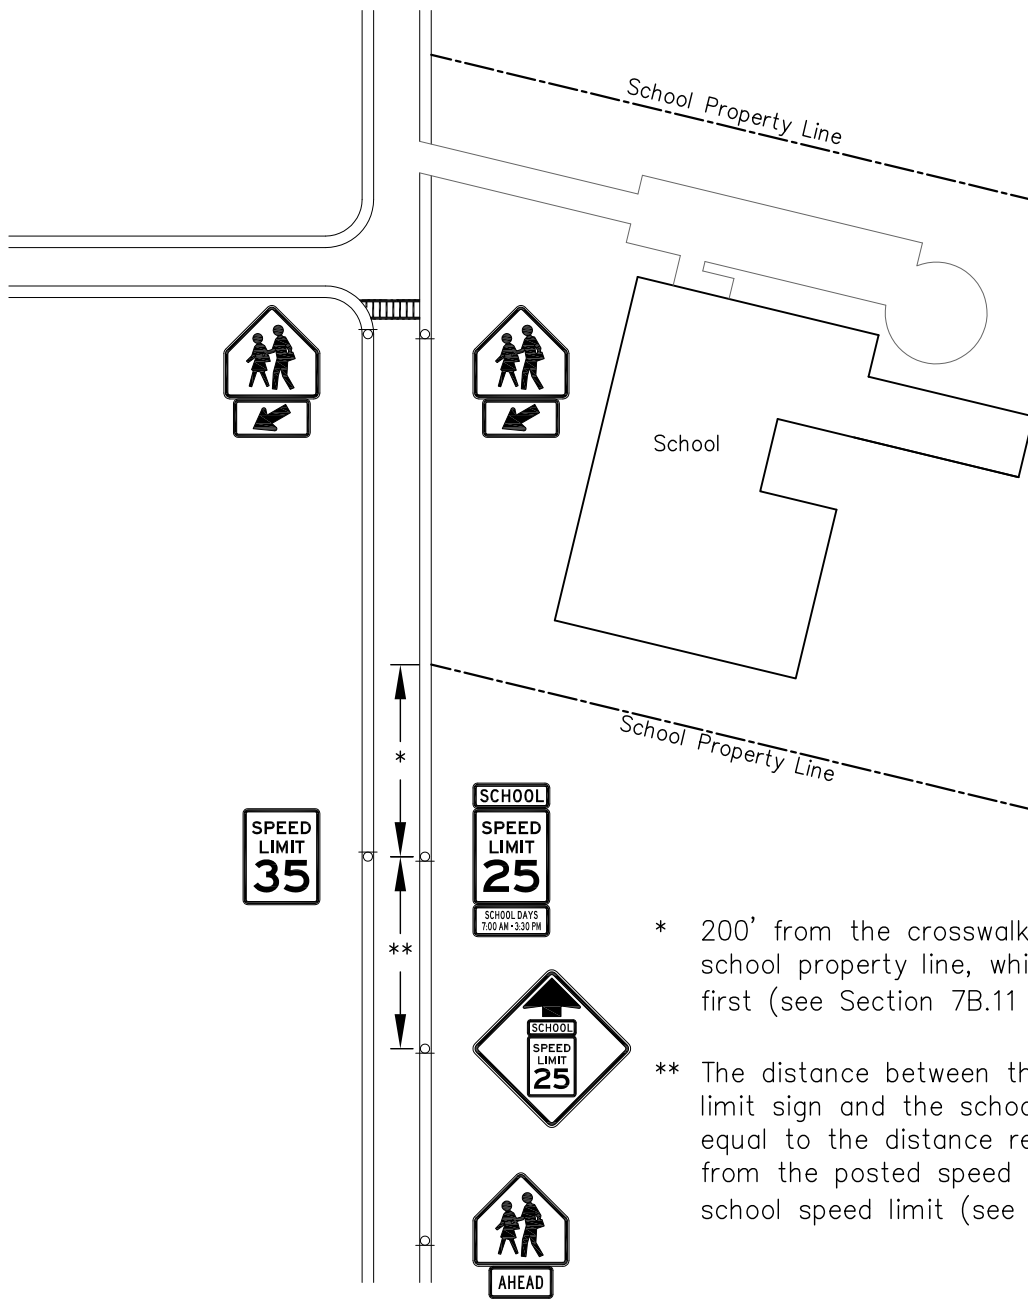 School Property Line
School
School Property Line
*
SCHOOL
SPEED
LIMIT
35
SPEED
LIMIT
25
SCHOOL DAYS
7:00 AM - 3:30 PM
**
SCHOOL
SPEED
LIMIT
25
AHEAD
* 200' from the crosswalk
school property line, whi
first (see Section 7B.11
** The distance between th
limit sign and the schoo
equal to the distance re
from the posted speed
school speed limit (see